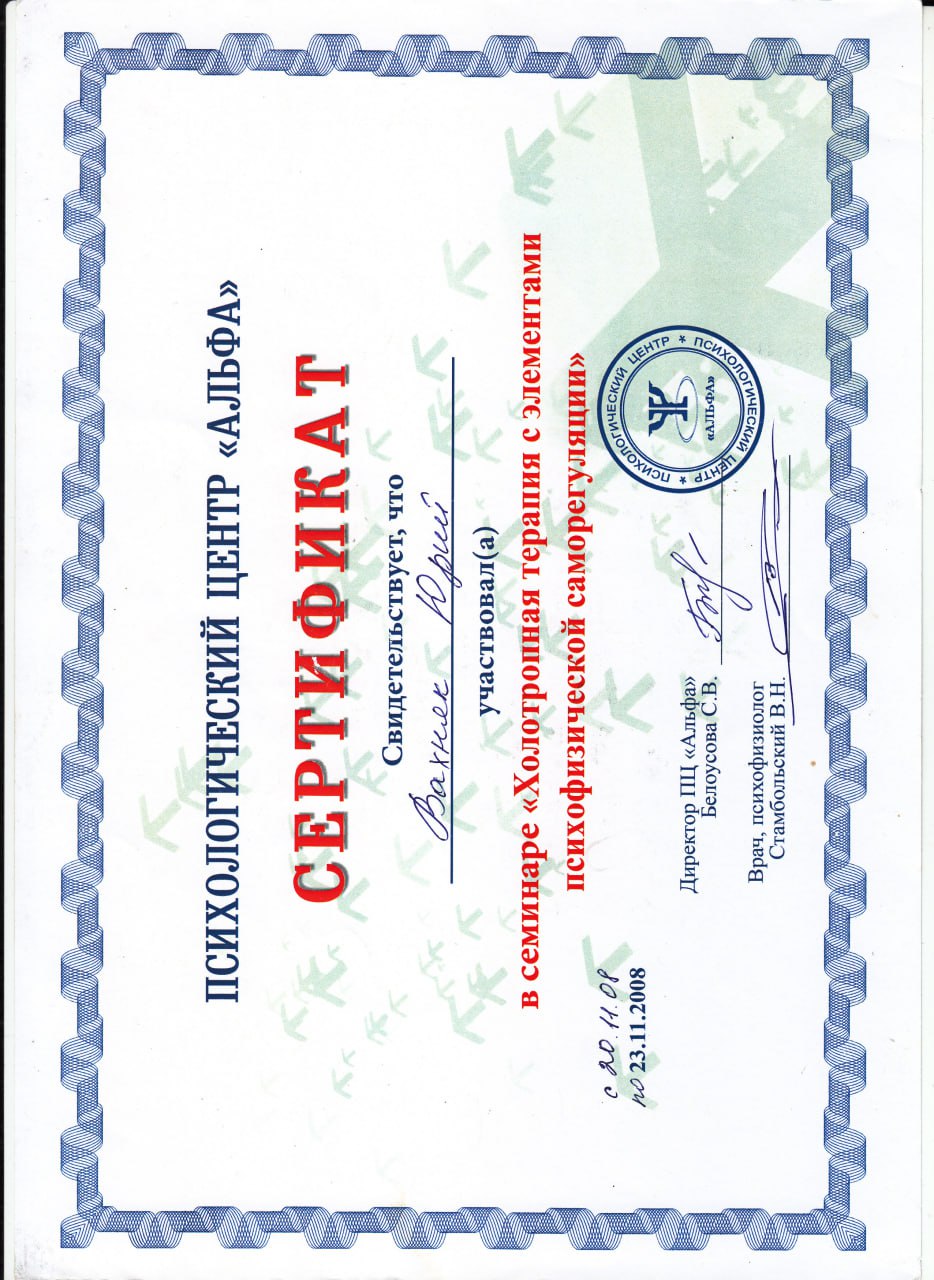 ПСИХОЛОГИЧЕСКИЙ ЦЕНТР «АЛЬФА»
СЕРТИФИКАТ
Свидетельствует, что
Вахняк Юрий
участвовал(а)
в семинаре «Холотропная терапия с элементами
психофизической саморегуляции»
с 20.11.08
по 23.11.2008
Директор ПЦ «Альфа»
Белоусова С.В.
Врач, психофизиолог
Стамбольский В.Н.
ПСИХОЛОГИЧЕСКИЙ ЦЕНТР * ПСИХОЛОГИЧЕСКИЙ ЦЕНТР *
«АЛЬФА»